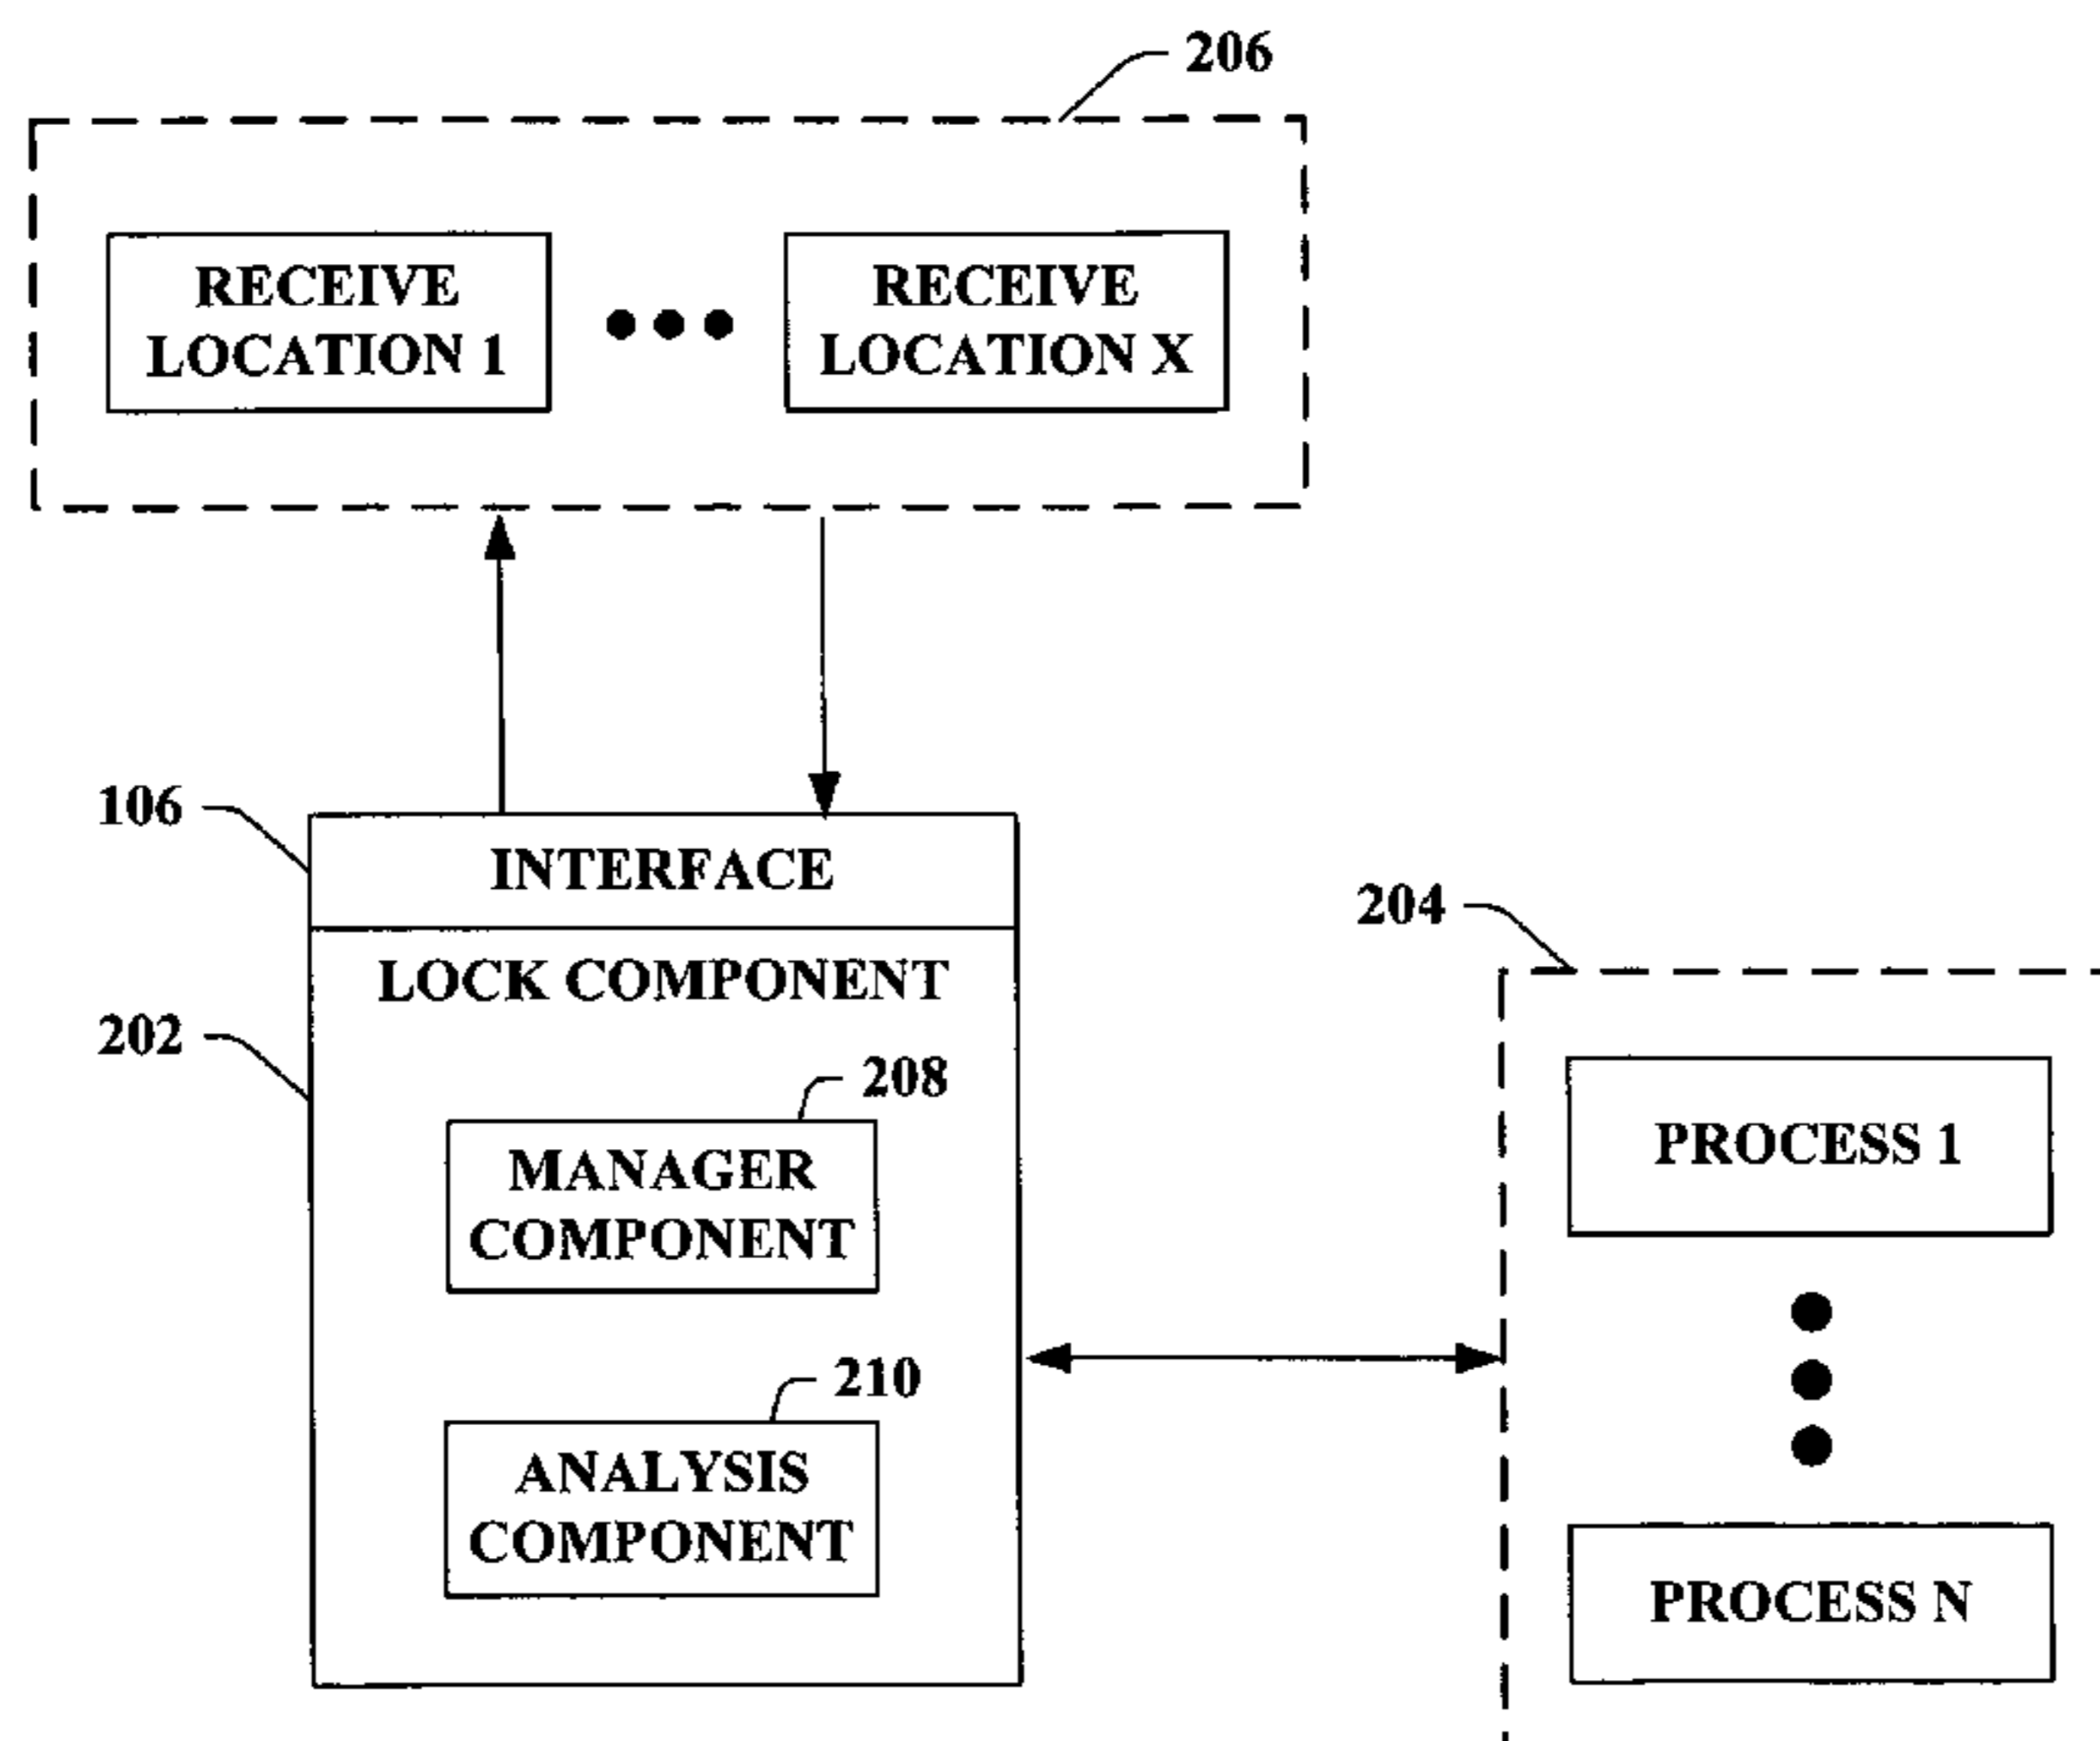 206
RECEIVE
LOCATION 1
RECEIVE
LOCATION X
106
INTERFACE
204
LOCK COMPONENT
202
208
MANAGER
COMPONENT
PROCESS 1
210
ANALYSIS
COMPONENT
PROCESS N